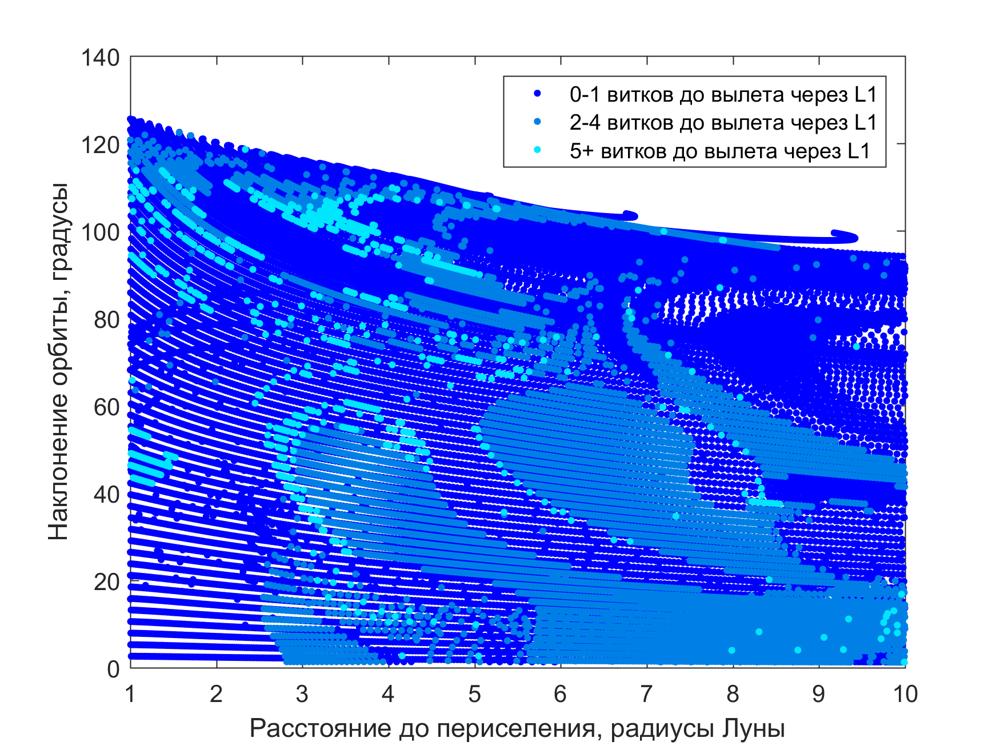 140
120
100
80
60
40
20
0
Наклонение орбиты, градусы
0-1 витков до вылета через L1
2-4 витков до вылета через L1
5+ витков до вылета через L1
1 2 3 4 5 6 7 8 9 10
Расстояние до периселения, радиусы Луны